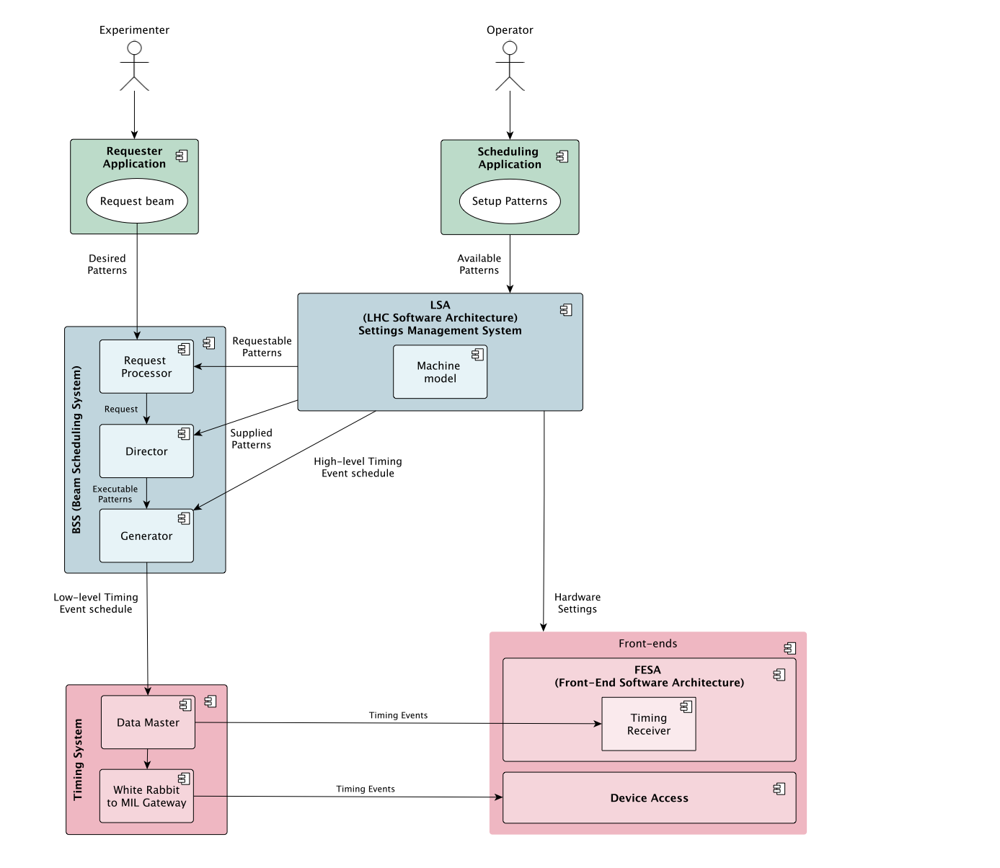 Experimenter
Operator
Requester
Application
Request beam
Scheduling
Application
Setup Patterns
Desired
Patterns
Available
Patterns
LSA
(LHC Software Architecture)
Settings Management System
Machine
model
Requestable
Patterns
BSS (Beam Scheduling System)
Request
Processor
Request
Director
Supplied
Patterns
High-level Timing
Event schedule
Executable
Patterns
Generator
Low-level Timing
Event schedule
Hardware
Settings
Front-ends
FESA
(Front-End Software Architecture)
Timing
Receiver
Timing System
Data Master
Timing Events
White Rabbit
to MIL Gateway
Timing Events
Device Access